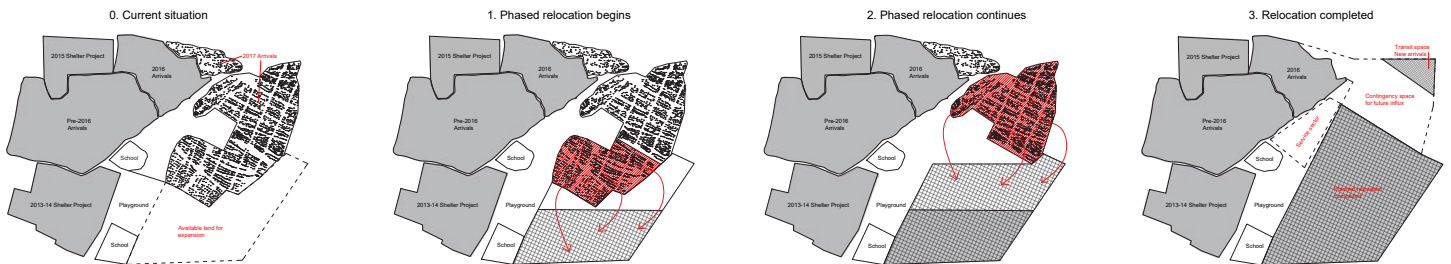 0. Current situation
2015 Shelter Project
2016
Arrivals
2017 Arrivals
Pre-2016
Arrivals
School
2013-14 Shelter Project
Playground
Available land for
expansion
School
1. Phased relocation begins
2015 Shelter Project
2016
Arrivals
Pre-2016
Arrivals
School
2013-14 Shelter Project
Playground
School
2. Phased relocation continues
2015 Shelter Project
2016
Arrivals
Pre-2016
Arrivals
School
2013-14 Shelter Project
Playground
School
3. Relocation completed
Transit space
New arrivals
2015 Shelter Project
2016
Arrivals
Contingency space
for future influx
Pre-2016
Arrivals
Service sector
School
Planned relocation
completed
2013-14 Shelter Project
Playground
School